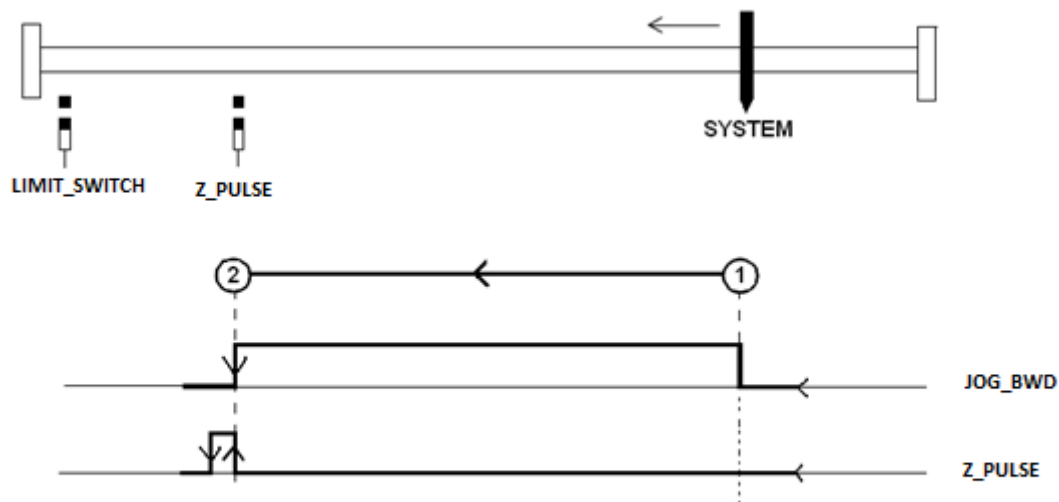 SYSTEM
LIMIT_SWITCH
Z_PULSE
2
1
JOG_BWD
Z_PULSE